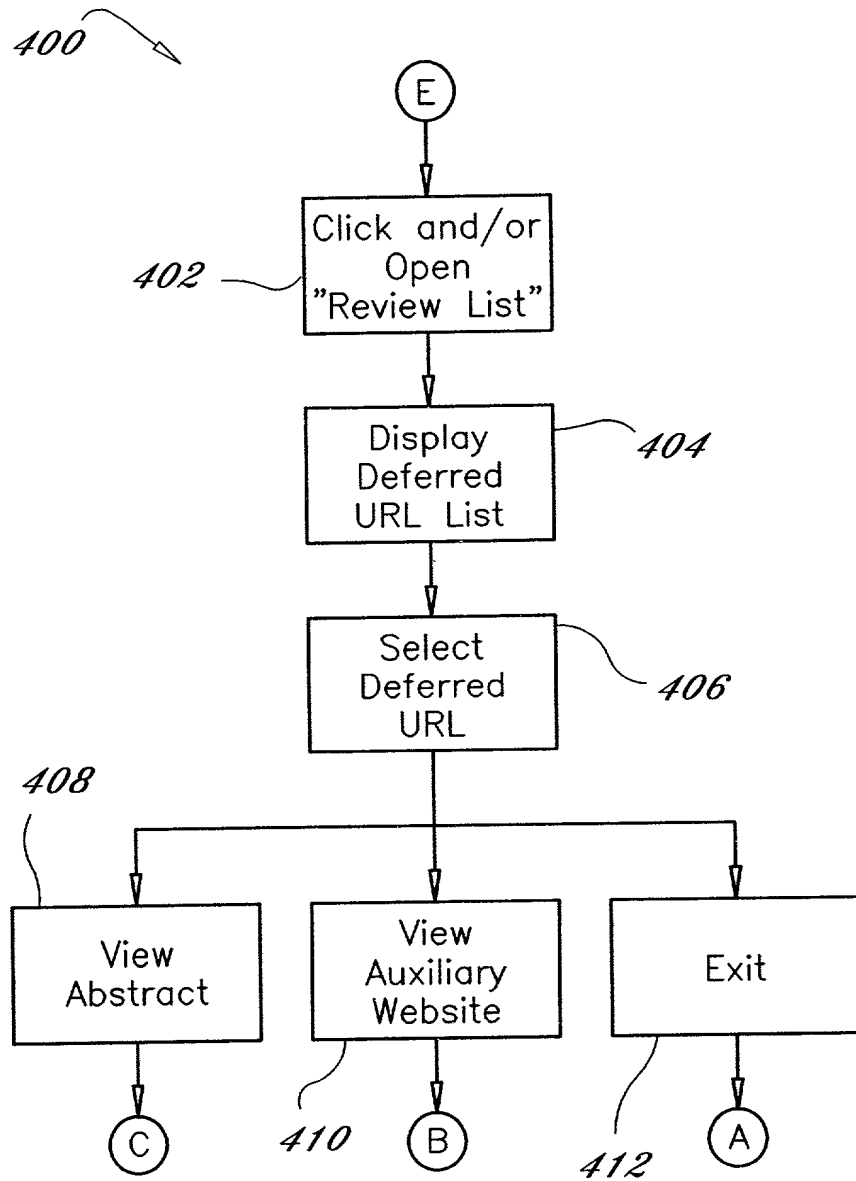 400
E
Click and/or
Open
"Review List"
402
Display
Deferred
URL List
404
Select
Deferred
URL
406
408
View
Abstract
View
Auxiliary
Website
Exit
410
412
C
B
A